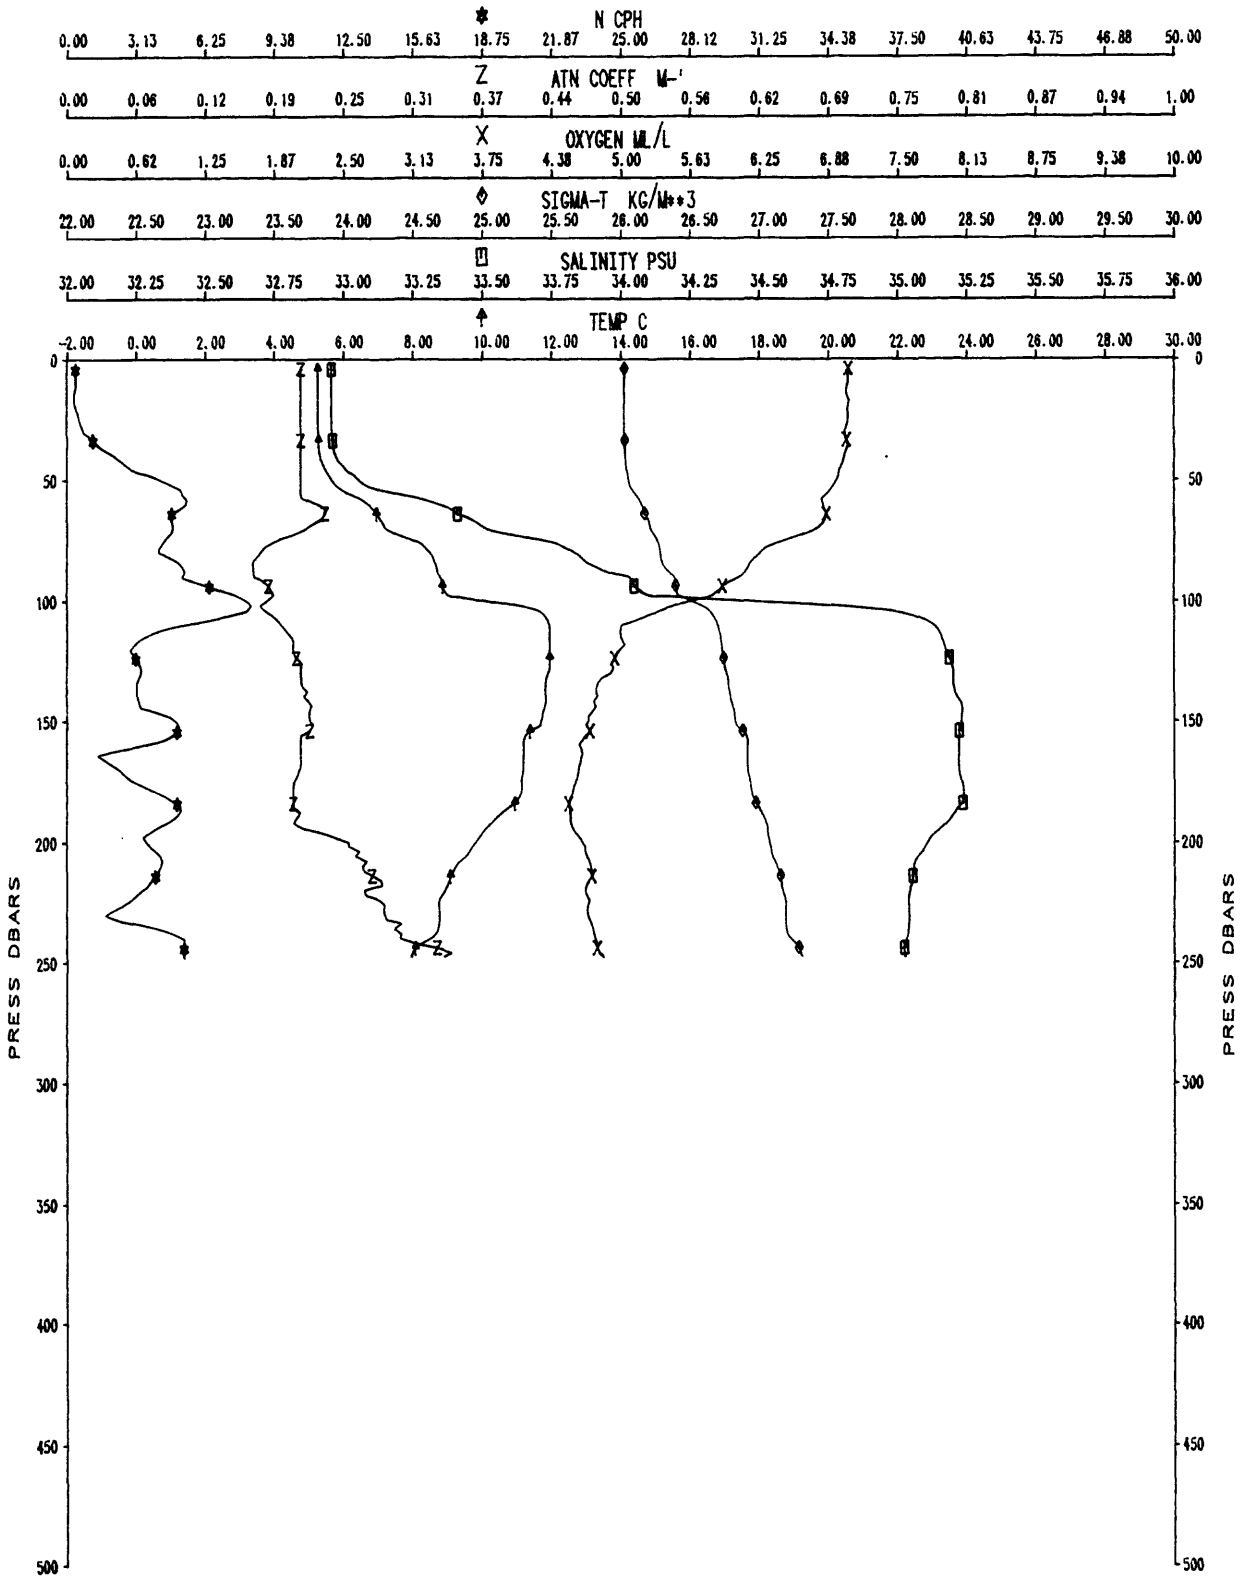 N CPH
0.00 3.13 6.25 9.38 12.50 15.63 18.75 21.87 25.00 28.12 31.25 34.38 37.50 40.63 43.75 46.88 50.00
Z ATN COEFF M-'
0.00 0.06 0.12 0.19 0.25 0.31 0.37 0.44 0.50 0.56 0.62 0.69 0.75 0.81 0.87 0.94 1.00
X OXYGEN ML/L
0.00 0.62 1.25 1.87 2.50 3.13 3.75 4.38 5.00 5.63 6.25 6.88 7.50 8.13 8.75 9.38 10.00
SIGMA-T KG/M**3
22.00 22.50 23.00 23.50 24.00 24.50 25.00 25.50 26.00 26.50 27.00 27.50 28.00 28.50 29.00 29.50 30.00
SALINITY PSU
32.00 32.25 32.50 32.75 33.00 33.25 33.50 33.75 34.00 34.25 34.50 34.75 35.00 35.25 35.50 35.75 36.00
TEMP C
-2.00 0.00 2.00 4.00 6.00 8.00 10.00 12.00 14.00 16.00 18.00 20.00 22.00 24.00 26.00 28.00 30.00
0 0
50 50
100 100
150 150
200 200
250 250
300 300
350 350
400 400
450 450
500 500
PRESS DBARS
PRESS DBARS